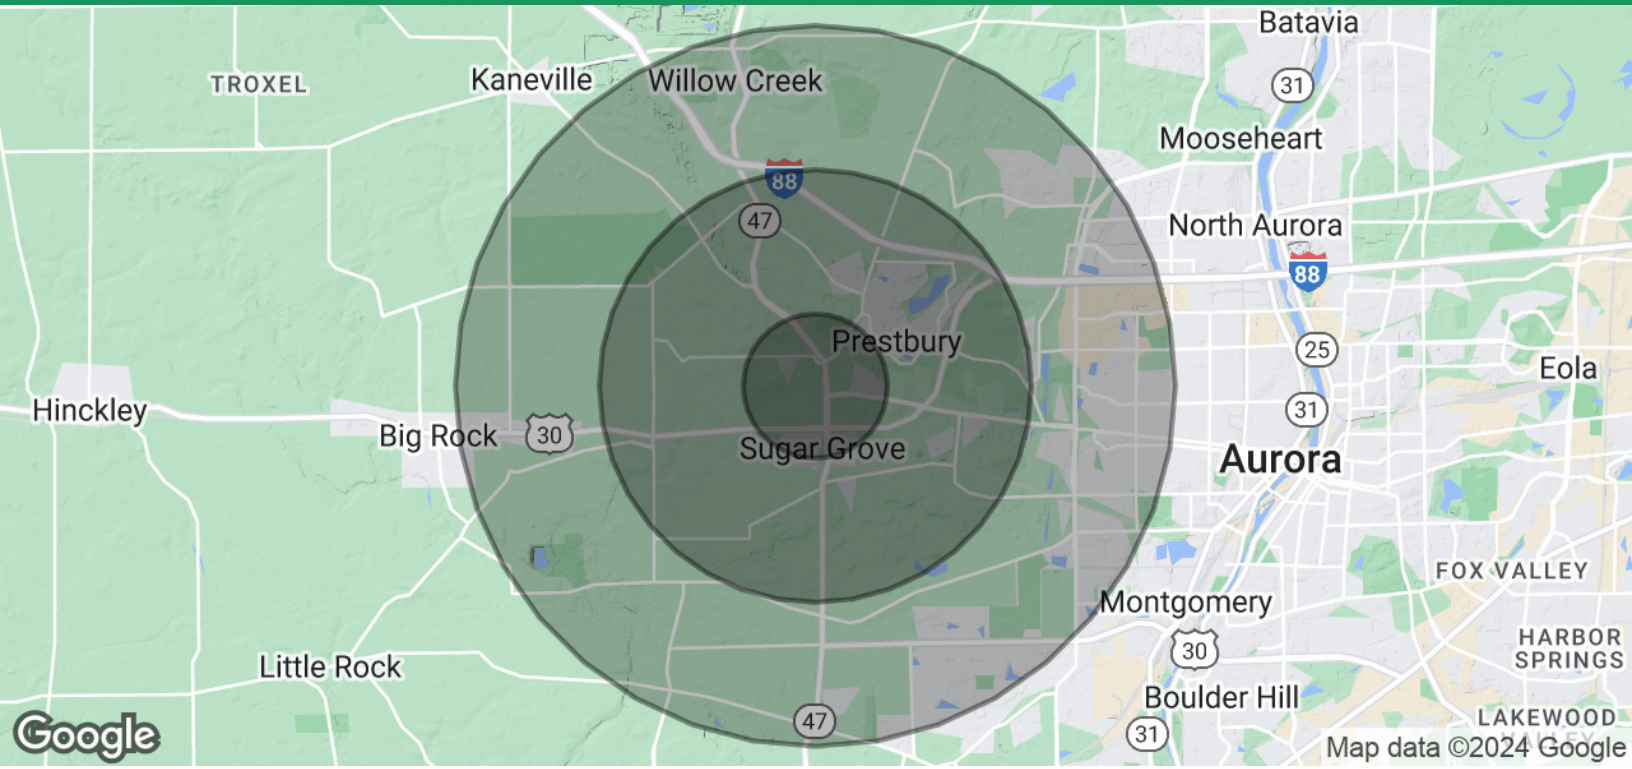 Batavia
TROXEL
Kaneville
Willow Creek
31
Mooseheart
88
47
North Aurora
88
Prestbury
25
Eola
Hinckley
31
Big Rock
30
Sugar Grove
Aurora
FOX VALLEY
Montgomery
30
HARBOR
SPRINGS
Little Rock
Boulder Hill
47
31
LAKEWOOD
VALLEY
Google
Map data ©2024 Google